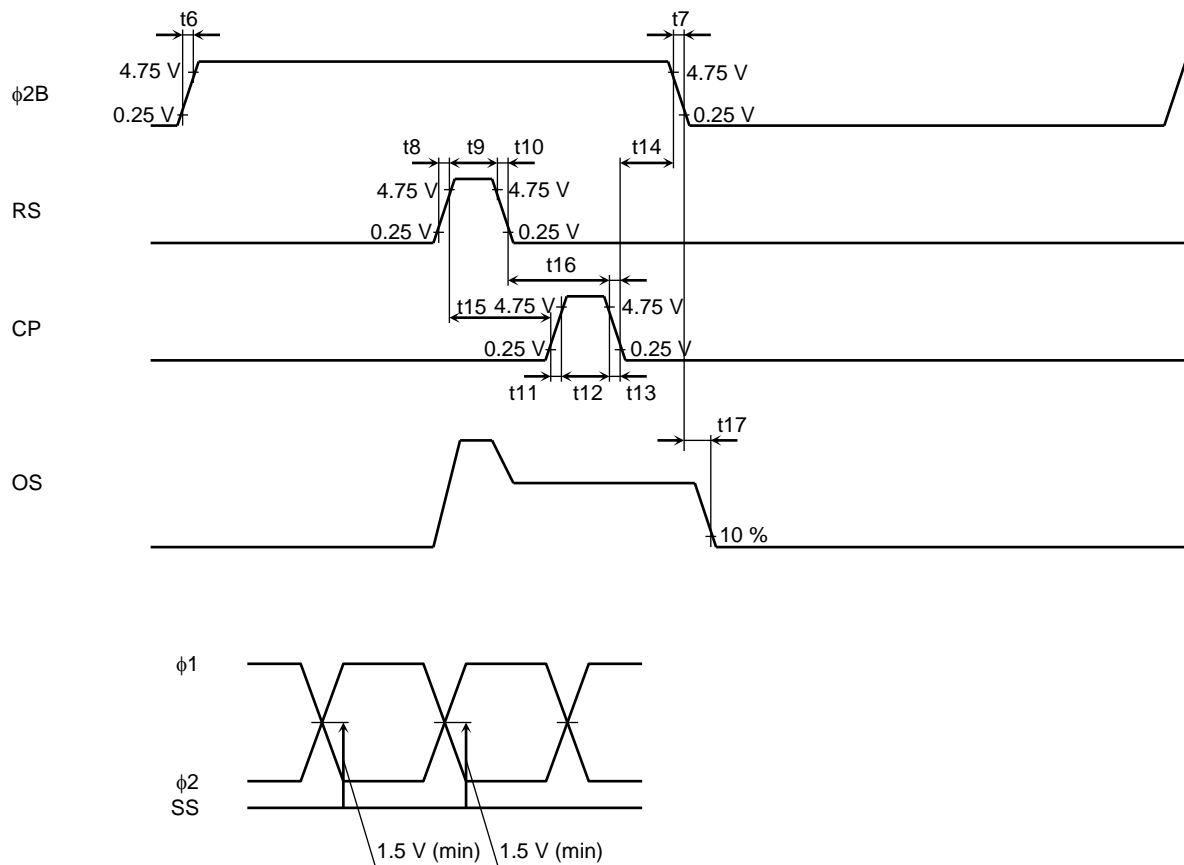 t6 t7
4.75 V 4.75 V
ϕ2B
0.25 V 0.25 V
t8 t9 t10 t14
4.75 V 4.75 V
RS
0.25 V 0.25 V
t16
t15 4.75 V 4.75 V
CP
0.25 V 0.25 V
t11 t12 t13
t17
OS
10 %
ϕ1
ϕ2
SS
1.5 V (min) 1.5 V (min)